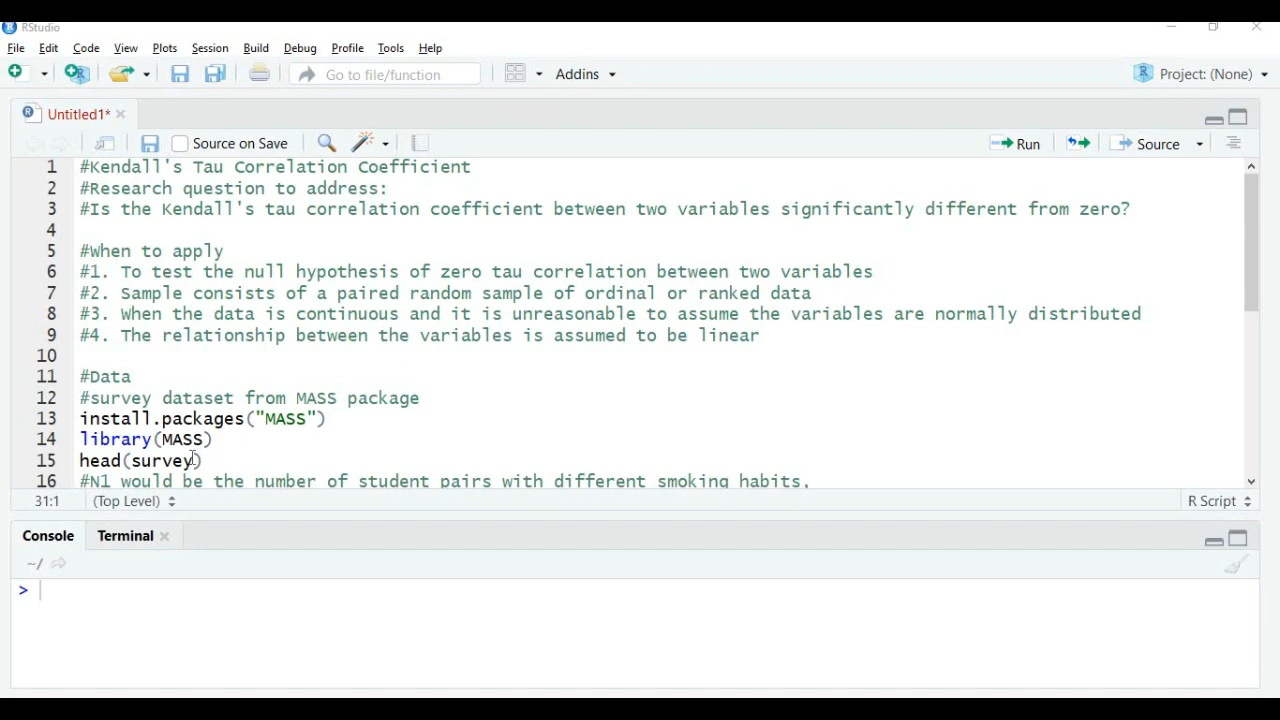 RStudio
File Edit Code View Plots Session Build Debug Profile Tools Help
Go to file/function Addins Project: (None)
Untitled1*
Source on Save Run Source
1 #Kendall's Tau Correlation Coefficient
2 #Research question to address:
3 #Is the Kendall's tau correlation coefficient between two variables significantly different from zero?
4
5 #When to apply
6 #1. To test the null hypothesis of zero tau correlation between two variables
7 #2. Sample consists of a paired random sample of ordinal or ranked data
8 #3. When the data is continuous and it is unreasonable to assume the variables are normally distributed
9 #4. The relationship between the variables is assumed to be linear
10
11 #Data
12 #survey dataset from MASS package
13 install.packages("MASS")
14 library(MASS)
15 head(survey)
16 #N1 would be the number of student pairs with different smoking habits,
31:1 (Top Level) R Script
Console Terminal
~/
>